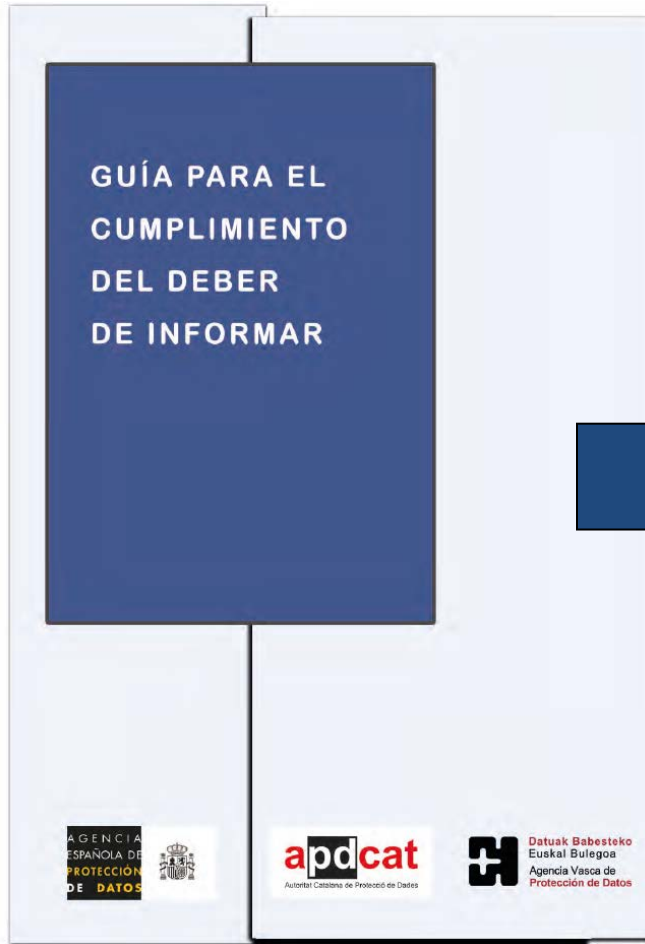 GUÍA PARA EL
CUMPLIMIENTO
DEL DEBER
DE INFORMAR
AGENCIA
ESPAÑOLA DE
PROTECCIÓN
DE DATOS
apdcat
Autoritat Catalana de Protecció de Dades
Datuak Babesteko
Euskal Bulegoa
Agencia Vasca de
Protección de Datos